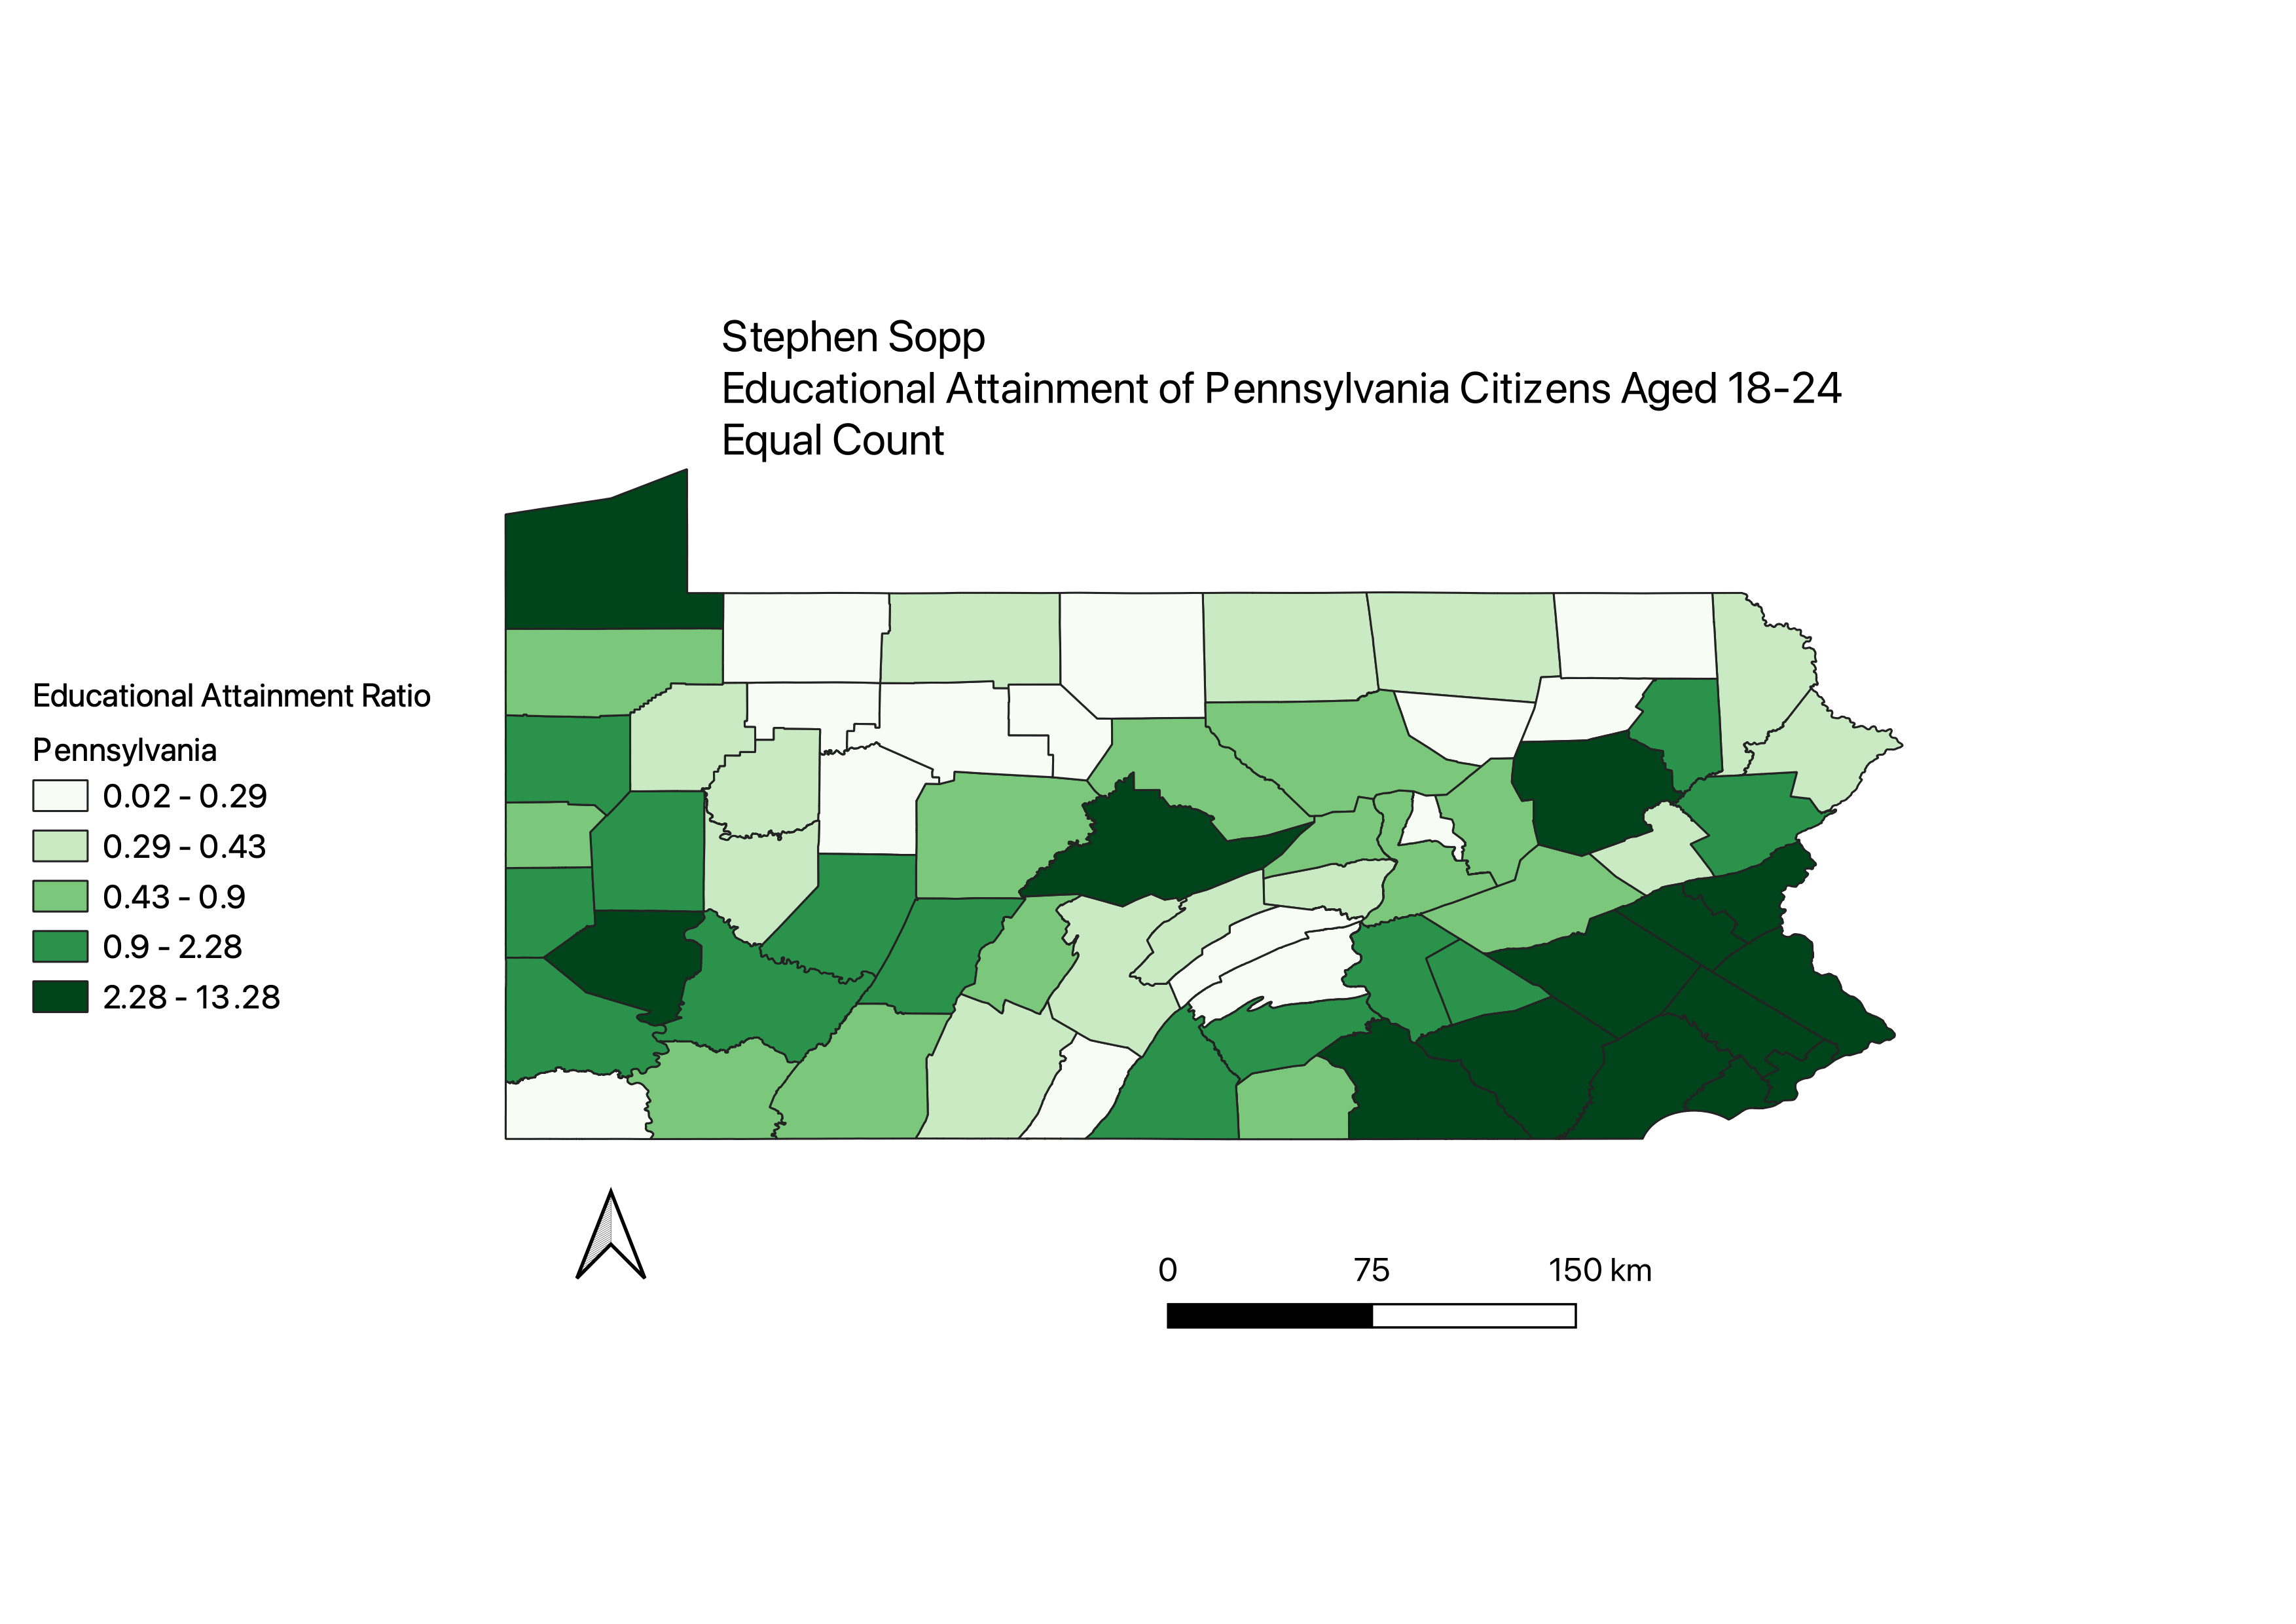 Stephen Sopp
Educational Attainment of Pennsylvania Citizens Aged 18-24
Equal Count
Educational Attainment Ratio
Pennsylvania
0.02 - 0.29
0.29 - 0.43
0.43 - 0.9
0.9 - 2.28
2.28 - 13.28
0 75 150 km